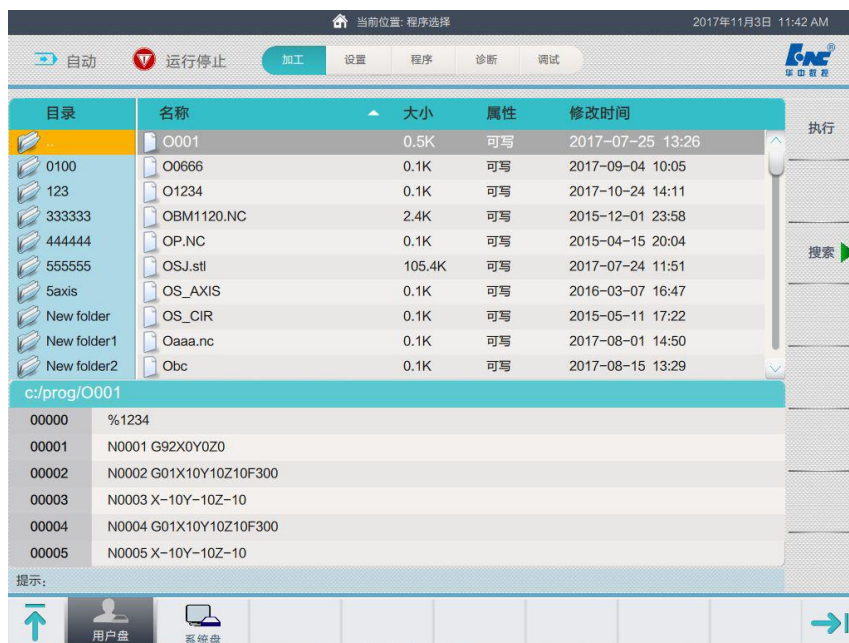 当前位置: 程序选择
2017年11月3日 11:42 AM
自动
运行停止
加工 设置 程序 诊断 调试
HNC
华中数控
目录 名称 大小 属性 修改时间
.. O001 0.5K 可写 2017-07-25 13:26
0100 O0666 0.1K 可写 2017-09-04 10:05
123 O1234 0.1K 可写 2017-10-24 14:11
333333 OBM1120.NC 2.4K 可写 2015-12-01 23:58
444444 OP.NC 0.1K 可写 2015-04-15 20:04
555555 OSJ.stl 105.4K 可写 2017-07-24 11:51
5axis OS_AXIS 0.1K 可写 2016-03-07 16:47
New folder OS_CIR 0.1K 可写 2015-05-11 17:22
New folder1 Oaaa.nc 0.1K 可写 2017-08-01 14:50
New folder2 Obc 0.1K 可写 2017-08-15 13:29
执行
搜索
c:/prog/O001
00000 %1234
00001 N0001 G92X0Y0Z0
00002 N0002 G01X10Y10Z10F300
00003 N0003 X-10Y-10Z-10
00004 N0004 G01X10Y10Z10F300
00005 N0005 X-10Y-10Z-10
提示:
用户盘 系统盘